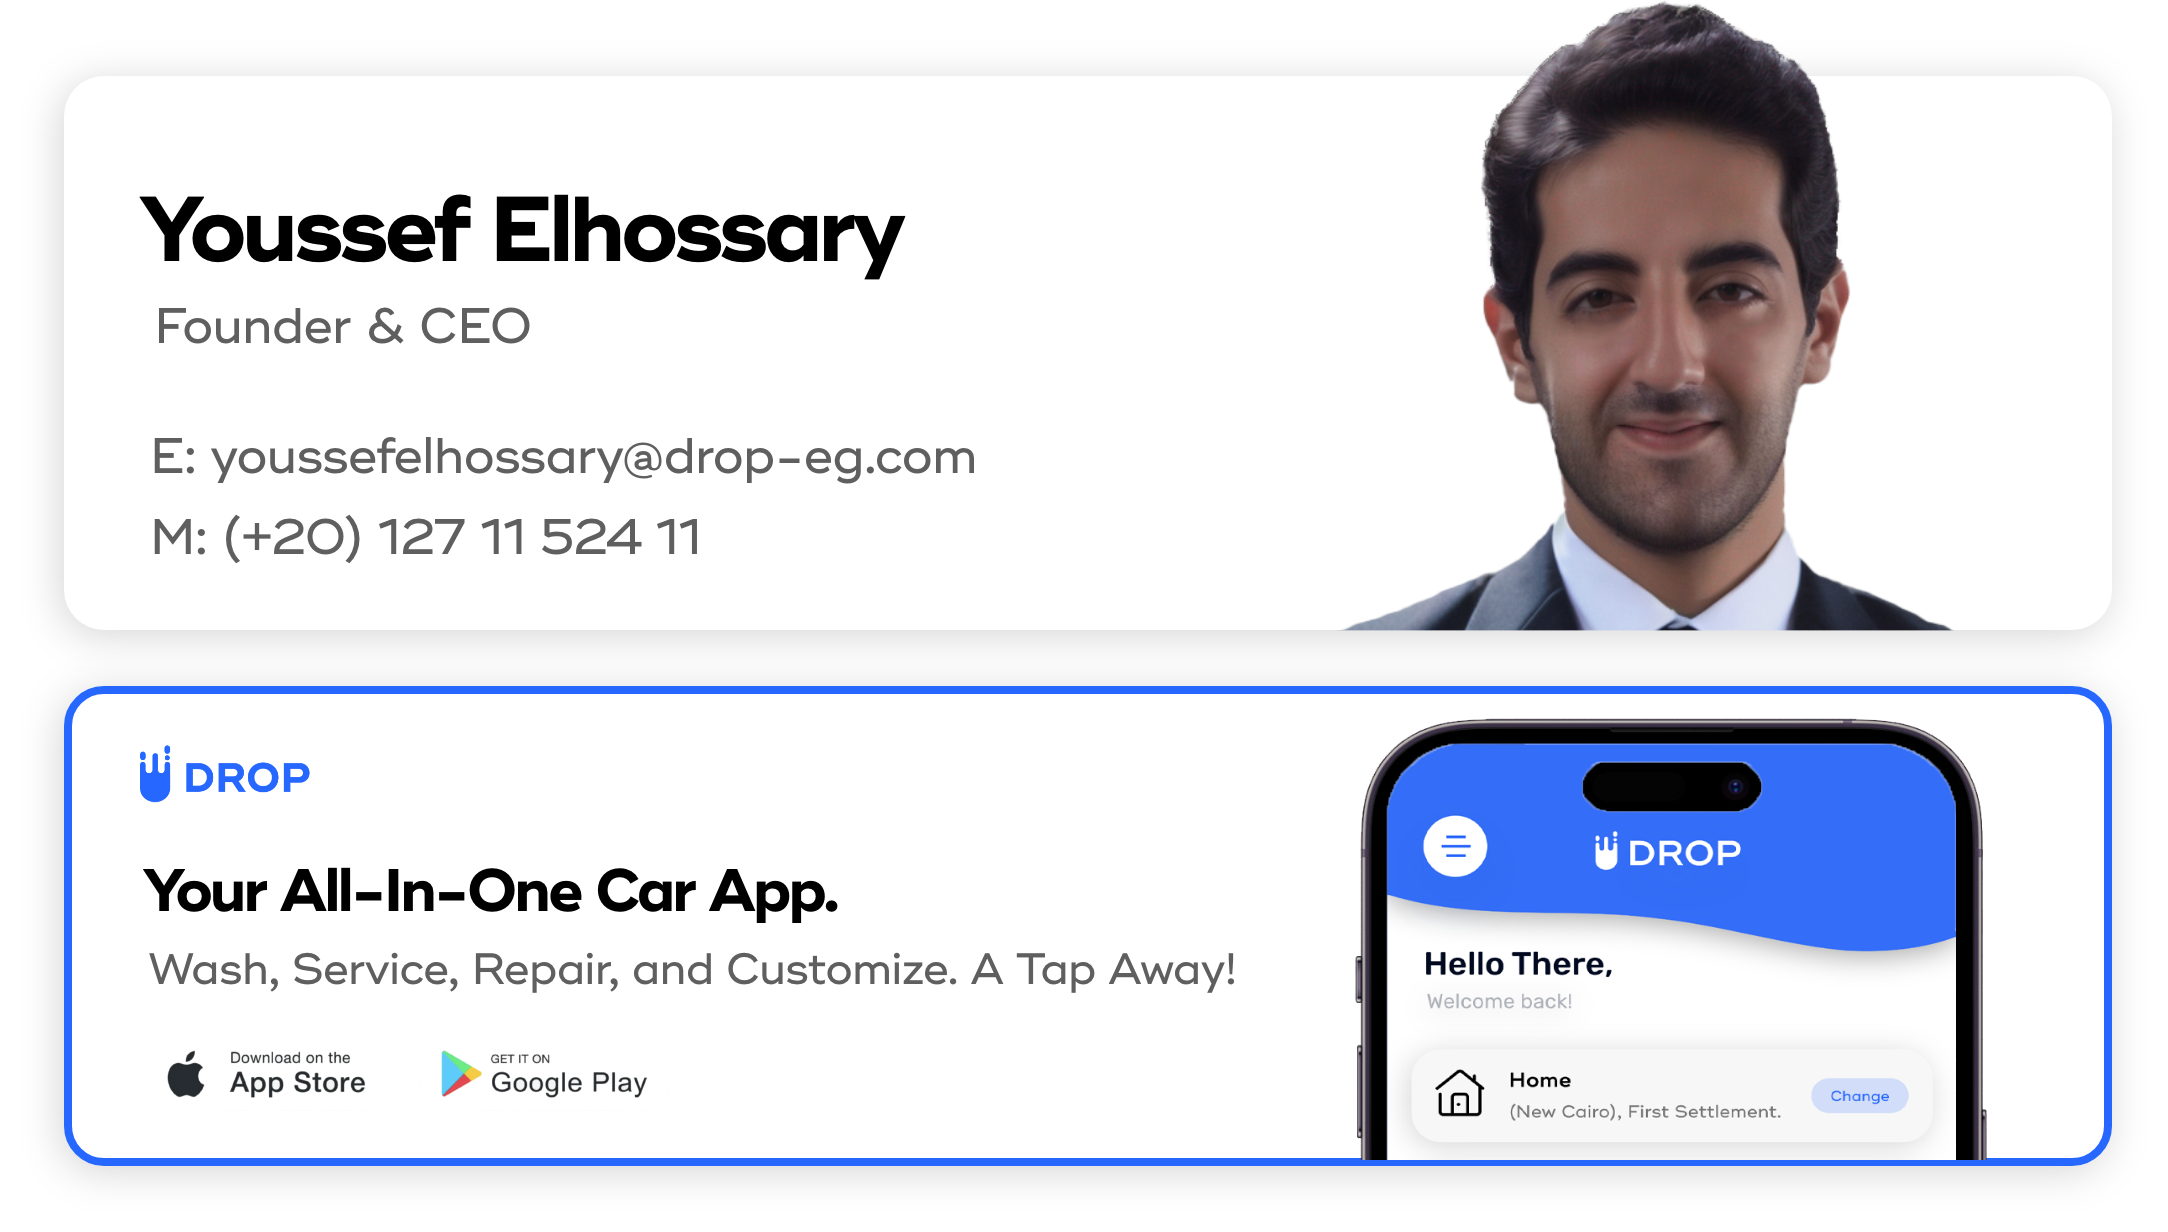 Youssef Elhossary
Founder & CEO
E: youssefelhossary@drop-eg.com
M: (+20) 127 11 524 11
DROP
Your All-In-One Car App.
Wash, Service, Repair, and Customize. A Tap Away!
Download on the
App Store
GET IT ON
Google Play
DROP
Hello There,
Welcome back!
Home
(New Cairo), First Settlement.
Change